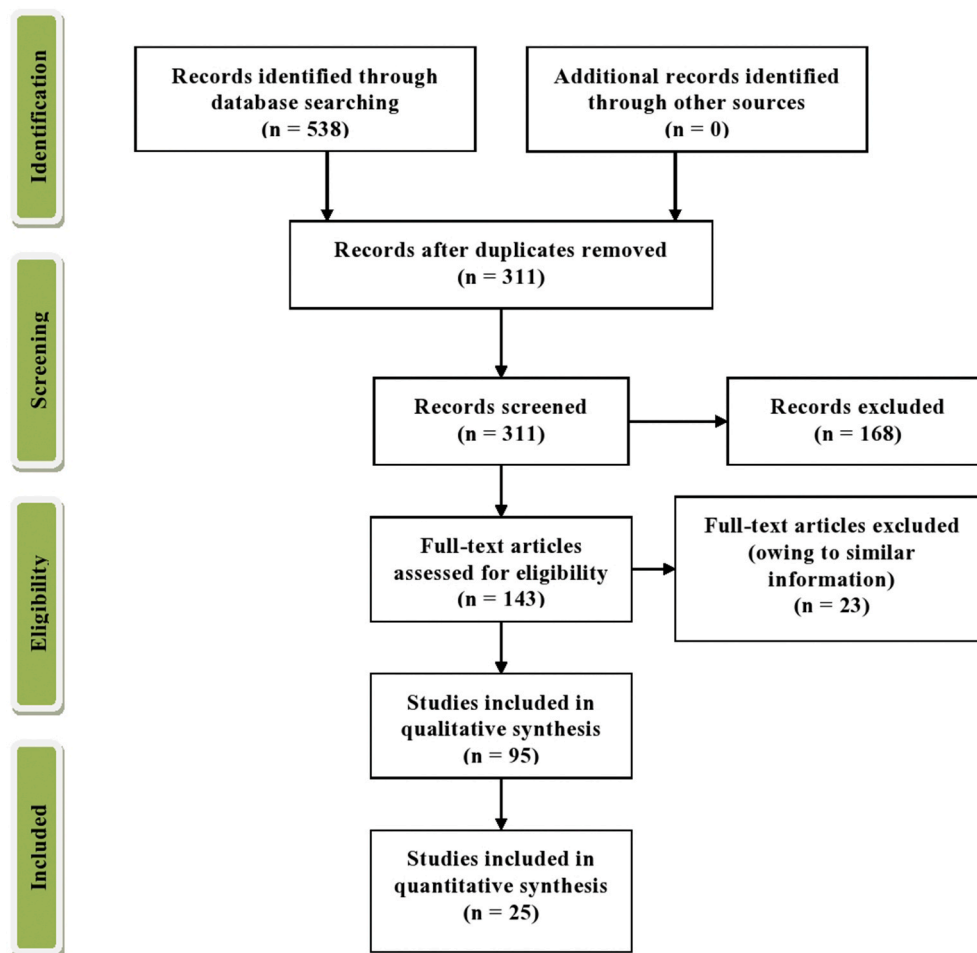 Identification
Records identified through
database searching
(n = 538)
Additional records identified
through other sources
(n = 0)
Records after duplicates removed
(n = 311)
Screening
Records screened
(n = 311)
Records excluded
(n = 168)
Eligibility
Full-text articles
assessed for eligibility
(n = 143)
Full-text articles excluded
(owing to similar
information)
(n = 23)
Studies included in
qualitative synthesis
(n = 95)
Included
Studies included in
quantitative synthesis
(n = 25)